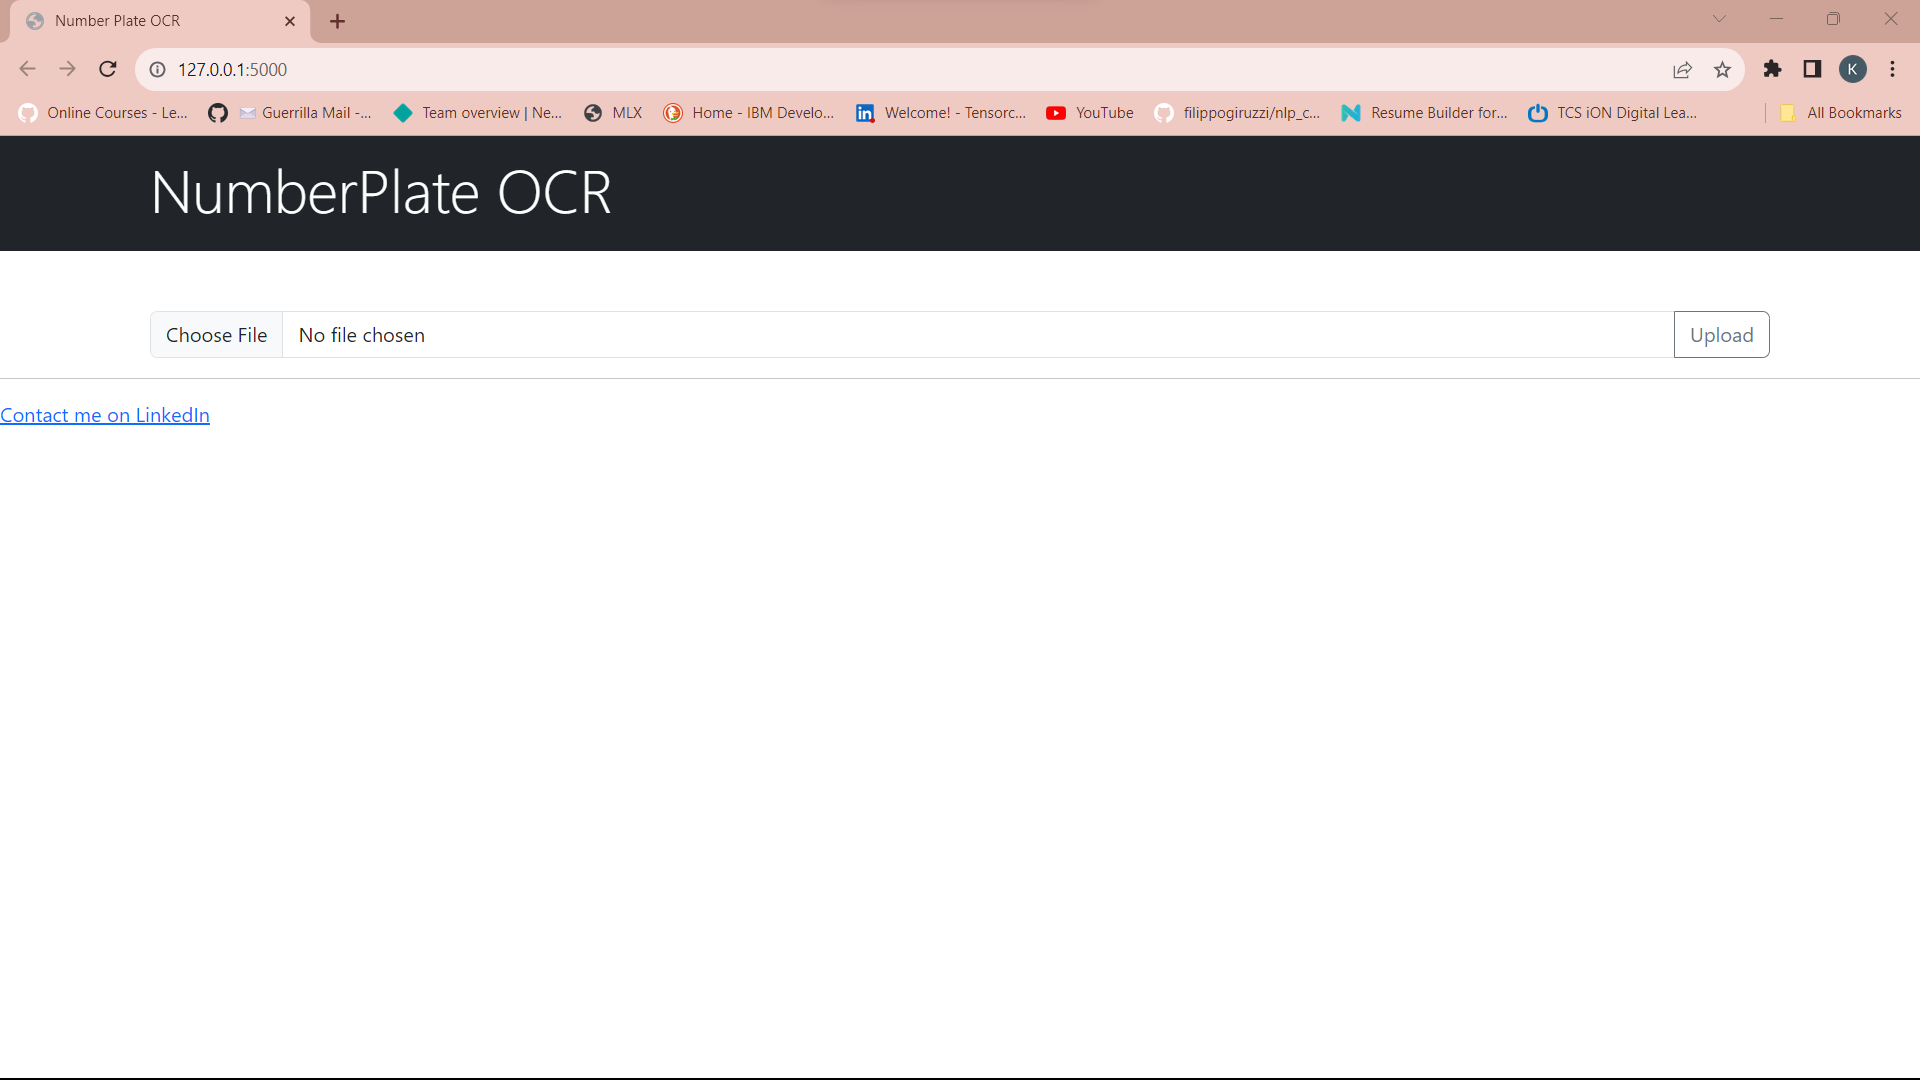 Number Plate OCR
127.0.0.1:5000
K
Online Courses - Le... Guerrilla Mail -... Team overview | Ne... MLX Home - IBM Develo... Welcome! - Tensorc... YouTube filippogiruzzi/nlp_c... Resume Builder for... TCS iON Digital Lea... All Bookmarks
NumberPlate OCR
Choose File No file chosen Upload
Contact me on LinkedIn